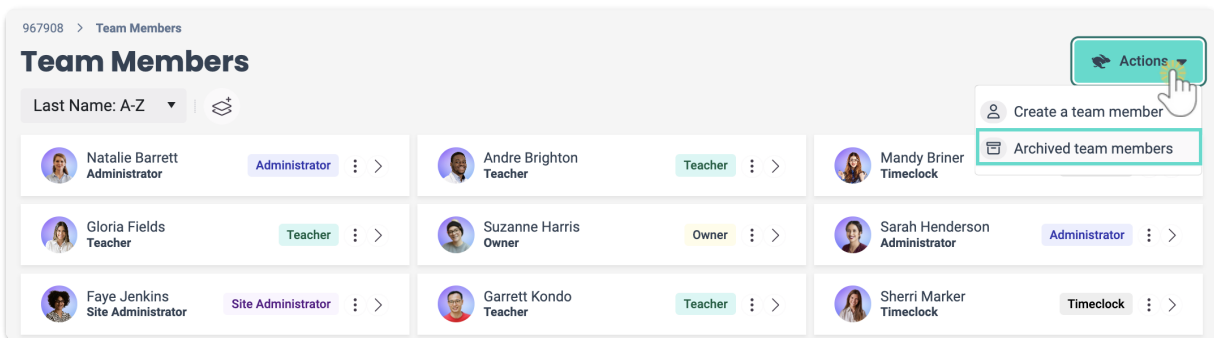 967908 > Team Members
Team Members
Actions
Last Name: A-Z
Create a team member
Archived team members
Natalie Barrett
Administrator
Administrator
Andre Brighton
Teacher
Teacher
Mandy Briner
Timeclock
Gloria Fields
Teacher
Teacher
Suzanne Harris
Owner
Owner
Sarah Henderson
Administrator
Administrator
Faye Jenkins
Site Administrator
Site Administrator
Garrett Kondo
Teacher
Teacher
Sherri Marker
Timeclock
Timeclock